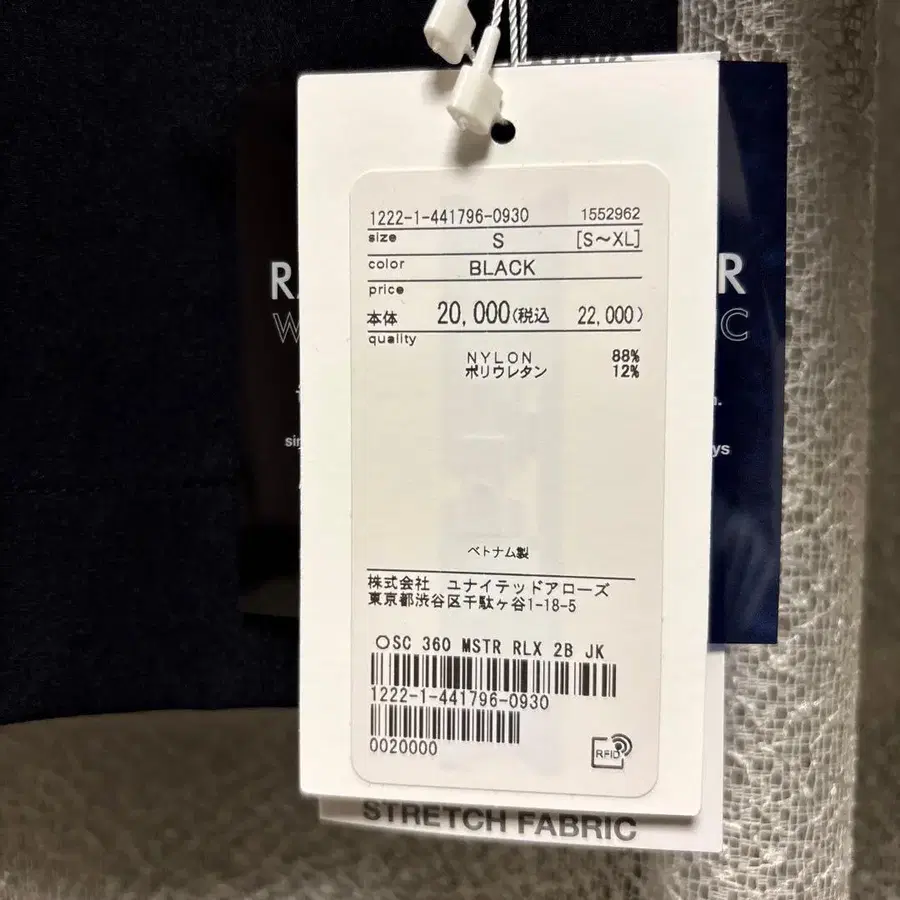 1222-1-441796-0930 1552962
size S [S～XL]
color BLACK
price
本体 20,000(税込 22,000)
quality
NYLON 88%
ポリウレタン 12%
ベトナム製
株式会社 ユナイテッドアローズ
東京都渋谷区千駄ヶ谷1-18-5
OSC 360 MSTR RLX 2B JK
1222-1-441796-0930
0020000
RFID
STRETCH FABRIC